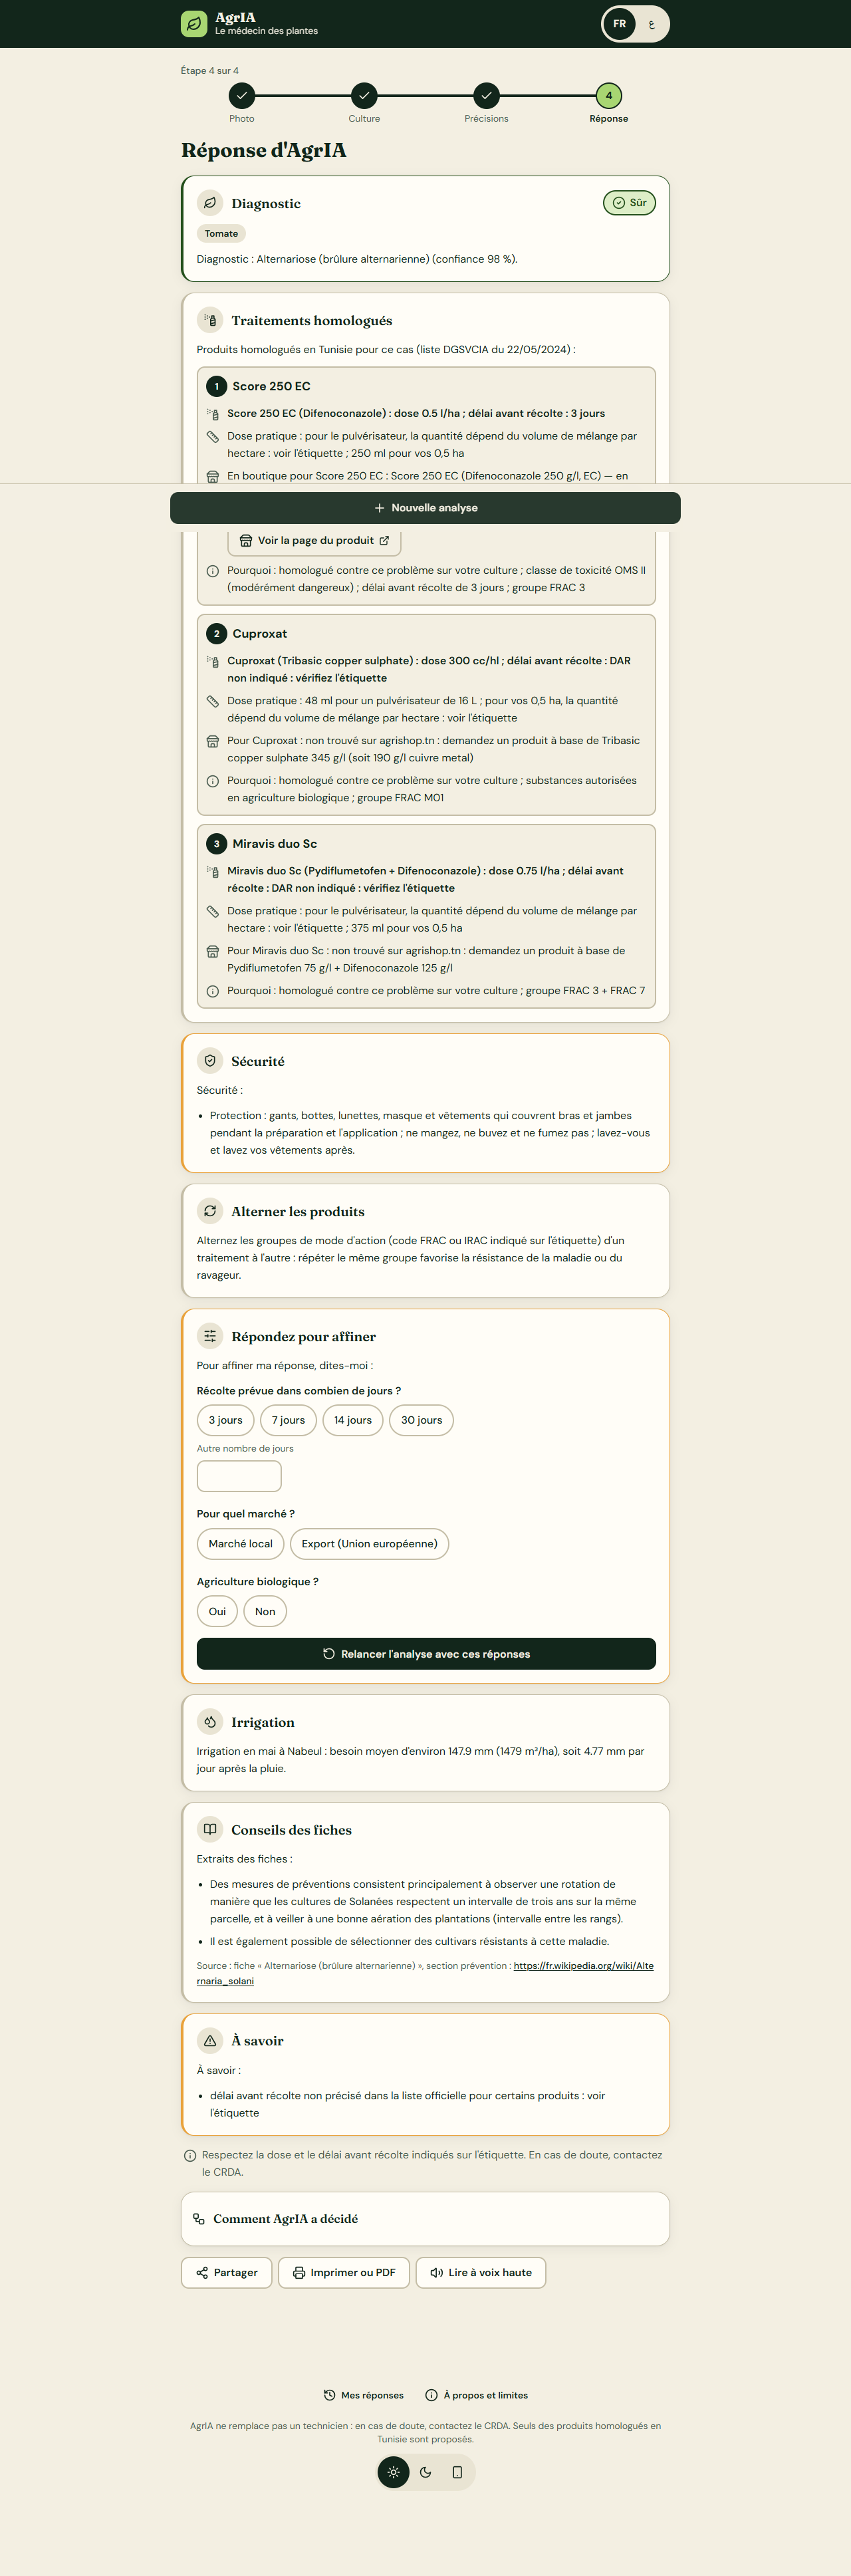 AgrIA
Le médecin des plantes
FR
ع
Étape 4 sur 4
4
Photo
Culture
Précisions
Réponse
Réponse d'AgrIA
Diagnostic
Sûr
Tomate
Diagnostic : Alternariose (brûlure alternarienne) (confiance 98 %).
Traitements homologués
Produits homologués en Tunisie pour ce cas (liste DGSVCIA du 22/05/2024) :
1 Score 250 EC
Score 250 EC (Difenoconazole) : dose 0.5 l/ha ; délai avant récolte : 3 jours
Dose pratique : pour le pulvérisateur, la quantité dépend du volume de mélange par
hectare : voir l'étiquette ; 250 ml pour vos 0,5 ha
En boutique pour Score 250 EC : Score 250 EC (Difenoconazole 250 g/l, EC) — en
Nouvelle analyse
Voir la page du produit
Pourquoi : homologué contre ce problème sur votre culture ; classe de toxicité OMS II
(modérément dangereux) ; délai avant récolte de 3 jours ; groupe FRAC 3
2 Cuproxat
Cuproxat (Tribasic copper sulphate) : dose 300 cc/hl ; délai avant récolte : DAR
non indiqué : vérifiez l'étiquette
Dose pratique : 48 ml pour un pulvérisateur de 16 L ; pour vos 0,5 ha, la quantité
dépend du volume de mélange par hectare : voir l'étiquette
Pour Cuproxat : non trouvé sur agrishop.tn : demandez un produit à base de Tribasic
copper sulphate 345 g/l (soit 190 g/l cuivre metal)
Pourquoi : homologué contre ce problème sur votre culture ; substances autorisées
en agriculture biologique ; groupe FRAC M01
3 Miravis duo Sc
Miravis duo Sc (Pydiflumetofen + Difenoconazole) : dose 0.75 l/ha ; délai avant
récolte : DAR non indiqué : vérifiez l'étiquette
Dose pratique : pour le pulvérisateur, la quantité dépend du volume de mélange par
hectare : voir l'étiquette ; 375 ml pour vos 0,5 ha
Pour Miravis duo Sc : non trouvé sur agrishop.tn : demandez un produit à base de
Pydiflumetofen 75 g/l + Difenoconazole 125 g/l
Pourquoi : homologué contre ce problème sur votre culture ; groupe FRAC 3 + FRAC 7
Sécurité
Sécurité :
• Protection : gants, bottes, lunettes, masque et vêtements qui couvrent bras et jambes
pendant la préparation et l'application ; ne mangez, ne buvez et ne fumez pas ; lavez-vous
et lavez vos vêtements après.
Alterner les produits
Alternez les groupes de mode d'action (code FRAC ou IRAC indiqué sur l'étiquette) d'un
traitement à l'autre : répéter le même groupe favorise la résistance de la maladie ou du
ravageur.
Répondez pour affiner
Pour affiner ma réponse, dites-moi :
Récolte prévue dans combien de jours ?
3 jours 7 jours 14 jours 30 jours
Autre nombre de jours
Pour quel marché ?
Marché local Export (Union européenne)
Agriculture biologique ?
Oui Non
Relancer l'analyse avec ces réponses
Irrigation
Irrigation en mai à Nabeul : besoin moyen d'environ 147.9 mm (1479 m³/ha), soit 4.77 mm par
jour après la pluie.
Conseils des fiches
Extraits des fiches :
• Des mesures de préventions consistent principalement à observer une rotation de
manière que les cultures de Solanées respectent un intervalle de trois ans sur la même
parcelle, et à veiller à une bonne aération des plantations (intervalle entre les rangs).
• Il est également possible de sélectionner des cultivars résistants à cette maladie.
Source : fiche « Alternariose (brûlure alternarienne) », section prévention : https://fr.wikipedia.org/wiki/Alte
rnaria_solani
À savoir
À savoir :
• délai avant récolte non précisé dans la liste officielle pour certains produits : voir
l'étiquette
Respectez la dose et le délai avant récolte indiqués sur l'étiquette. En cas de doute, contactez
le CRDA.
Comment AgrIA a décidé
Partager
Imprimer ou PDF
Lire à voix haute
Mes réponses
À propos et limites
AgrIA ne remplace pas un technicien : en cas de doute, contactez le CRDA. Seuls des produits homologués en
Tunisie sont proposés.